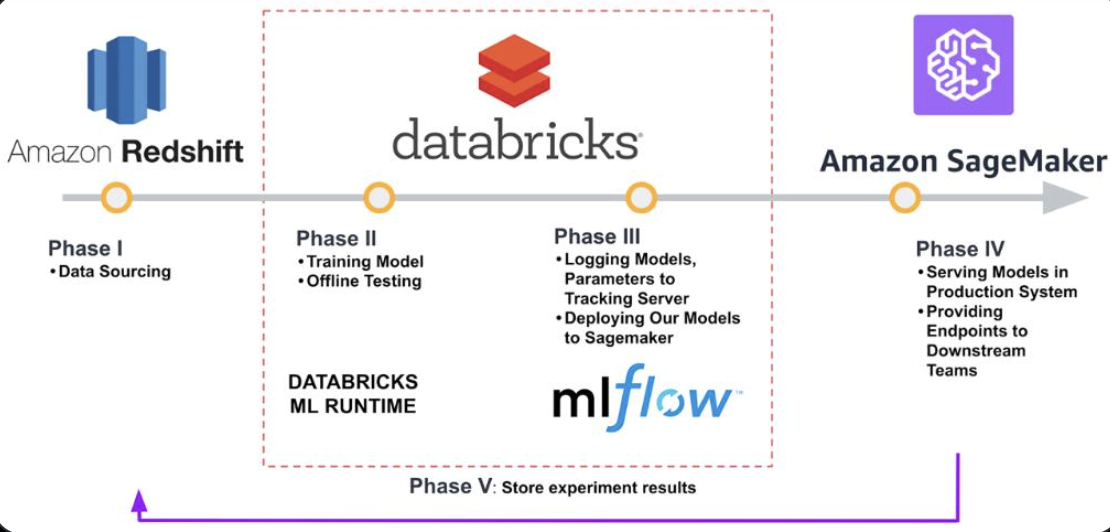 Amazon Redshift
databricks
Amazon SageMaker
Phase I
•Data Sourcing
Phase II
•Training Model
•Offline Testing
DATABRICKS
ML RUNTIME
Phase III
•Logging Models,
Parameters to
Tracking Server
•Deploying Our Models
to Sagemaker
mlflow™
Phase IV
•Serving Models in
Production System
•Providing
Endpoints to
Downstream
Teams
Phase V: Store experiment results